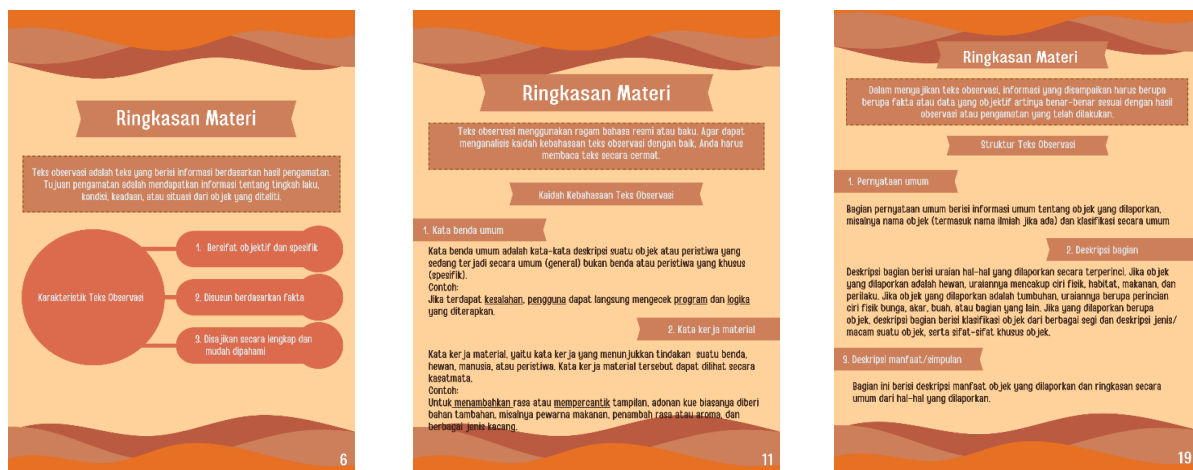 Ringkasan Materi
Teks observasi adalah teks yang berisi informasi berdasarkan hasil pengamatan.
Tujuan pengamatan adalah mendapatkan informasi tentang tingkah laku,
kondisi, keadaan, atau situasi dari objek yang diteliti.
Karakteristik Teks Observasi
1. Bersifat objektif dan spesifik
2. Disusun berdasarkan fakta
3. Disajikan secara lengkap dan
mudah dipahami
6
Ringkasan Materi
Teks observasi menggunakan ragam bahasa resmi atau baku. Agar dapat
menganalisis kaidah kebahasaan teks observasi dengan baik, Anda harus
membaca teks secara cermat.
Kaidah Kebahasaan Teks Observasi
1. Kata benda umum
Kata benda umum adalah kata-kata deskripsi suatu objek atau peristiwa yang
sedang terjadi secara umum (general) bukan benda atau peristiwa yang khusus
(spesifik).
Contoh:
Jika terdapat kesalahan, pengguna dapat langsung mengecek program dan logika
yang diterapkan.
2. Kata kerja material
Kata kerja material, yaitu kata kerja yang menunjukkan tindakan suatu benda,
hewan, manusia, atau peristiwa. Kata kerja material tersebut dapat dilihat secara
kasatmata.
Contoh:
Untuk menambahkan rasa atau mempercantik tampilan, adonan kue biasanya diberi
bahan tambahan, misalnya pewarna makanan, penambah rasa atau aroma, dan
berbagai jenis kacang.
11
Ringkasan Materi
Dalam menyajikan teks observasi, informasi yang disampaikan harus berupa
berupa fakta atau data yang objektif artinya benar-benar sesuai dengan hasil
observasi atau pengamatan yang telah dilakukan.
Struktur Teks Observasi
1. Pernyataan umum
Bagian pernyataan umum berisi informasi umum tentang objek yang dilaporkan,
misalnya nama objek (termasuk nama ilmiah jika ada) dan klasifikasi secara umum
2. Deskripsi bagian
Deskripsi bagian berisi uraian hal-hal yang dilaporkan secara terperinci. Jika objek
yang dilaporkan adalah hewan, uraiannya mencakup ciri fisik, habitat, makanan, dan
perilaku. Jika objek yang dilaporkan adalah tumbuhan, uraiannya berupa perincian
ciri fisik bunga, akar, buah, atau bagian yang lain. Jika yang dilaporkan berupa
objek, deskripsi bagian berisi klasifikasi objek dari berbagai segi dan deskripsi jenis/
macam suatu objek, serta sifat-sifat khusus objek.
3. Deskripsi manfaat/simpulan
Bagian ini berisi deskripsi manfaat objek yang dilaporkan dan ringkasan secara
umum dari hal-hal yang dilaporkan.
19